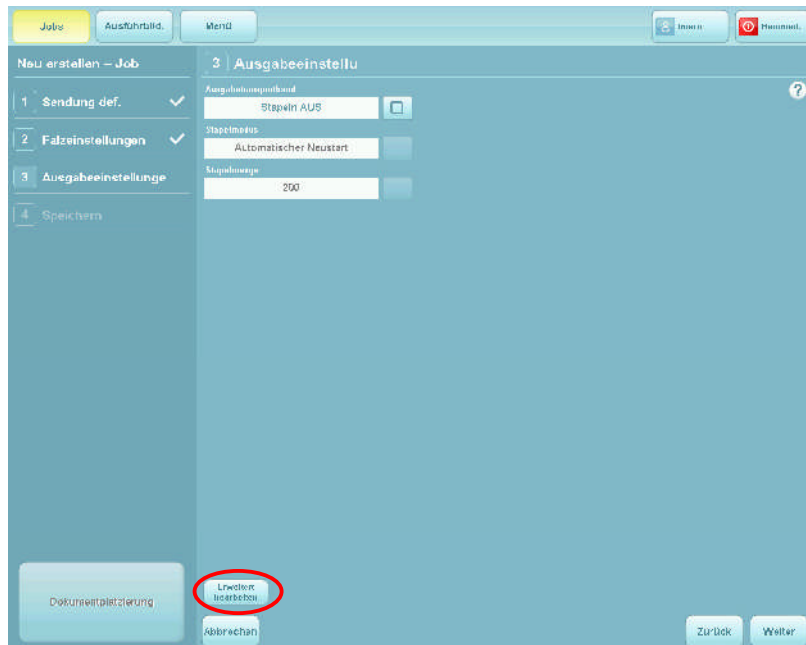 Jobs
Ausführbild.
Menü
Neu erstellen – Job
1 Sendung def.
2 Falzeinstellungen
3 Ausgabeeinstellunge
4 Speichern
3 Ausgabeeinstellu
?
Stapeln AUS
Stapelmodus
Automatischer Neustart
Stapelmenge
200
Dokumentplatzierung
Erweitert
bearbeiten
Abbrechen
Zurück
Weiter